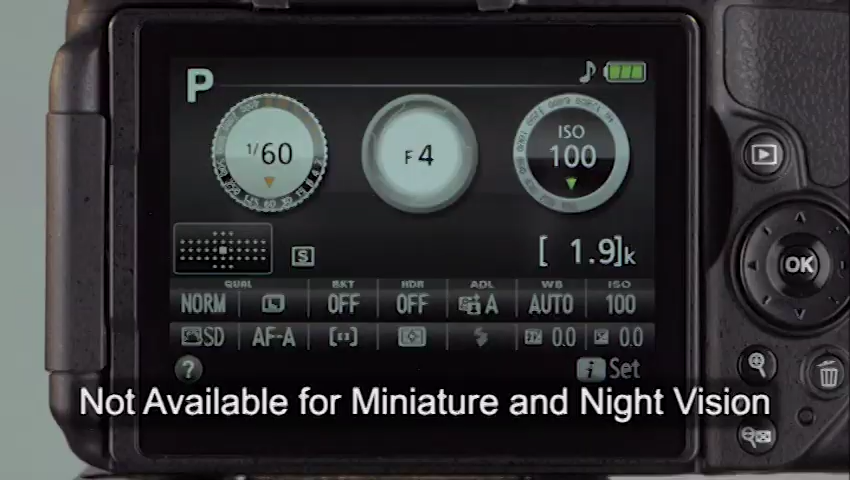 P
1/60
F4
ISO
100
S
[ 1.9]k
QUAL BKT HDR ADL WB ISO
NORM L OFF OFF A AUTO 100
SD AF-A [ ] 0.0 0.0
? i Set
OK
Not Available for Miniature and Night Vision